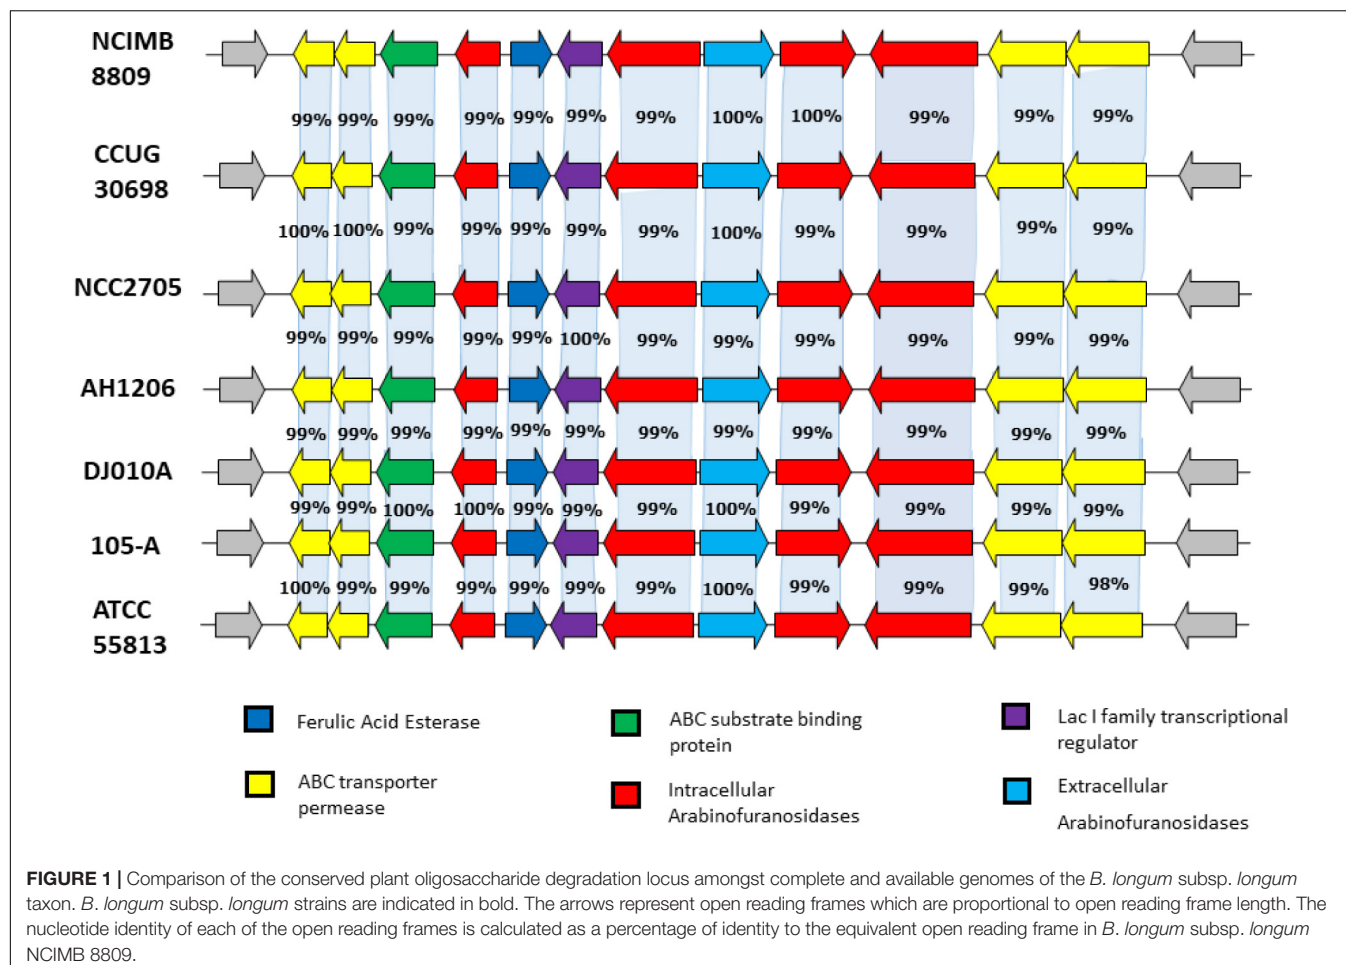 NCIMB
8809
99% 99% 99% 99% 99% 99% 99% 100% 100% 99% 99% 99%
CCUG
30698
100% 100% 99% 99% 99% 99% 99% 100% 99% 99% 99% 99%
NCC2705
99% 99% 99% 99% 99% 100% 99% 99% 99% 99% 99% 99%
AH1206
99% 99% 99% 99% 99% 99% 99% 99% 99% 99% 99% 99%
DJ010A
99% 99% 100% 100% 99% 99% 99% 100% 99% 99% 99% 99%
105-A
100% 99% 99% 99% 99% 99% 99% 100% 99% 99% 99% 98%
ATCC
55813
Ferulic Acid Esterase
ABC substrate binding
protein
Lac I family transcriptional
regulator
ABC transporter
permease
Intracellular
Arabinofuranosidases
Extracellular
Arabinofuranosidases
FIGURE 1 | Comparison of the conserved plant oligosaccharide degradation locus amongst complete and available genomes of the B. longum subsp. longum
taxon. B. longum subsp. longum strains are indicated in bold. The arrows represent open reading frames which are proportional to open reading frame length. The
nucleotide identity of each of the open reading frames is calculated as a percentage of identity to the equivalent open reading frame in B. longum subsp. longum
NCIMB 8809.